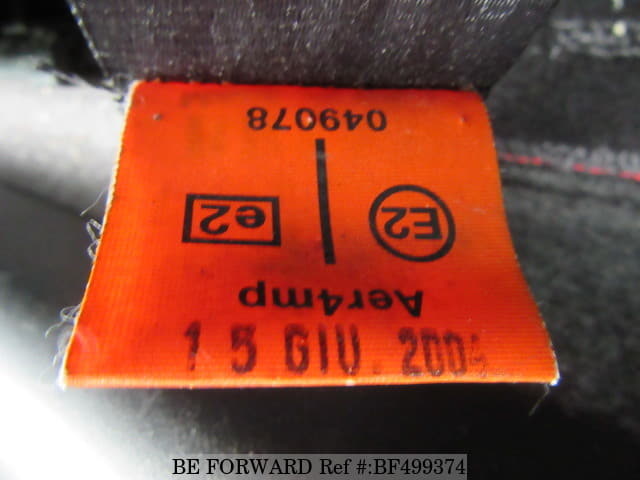 Aer4mp
E2 e2
049078
15 GIU. 2004
BE FORWARD Ref #:BF499374